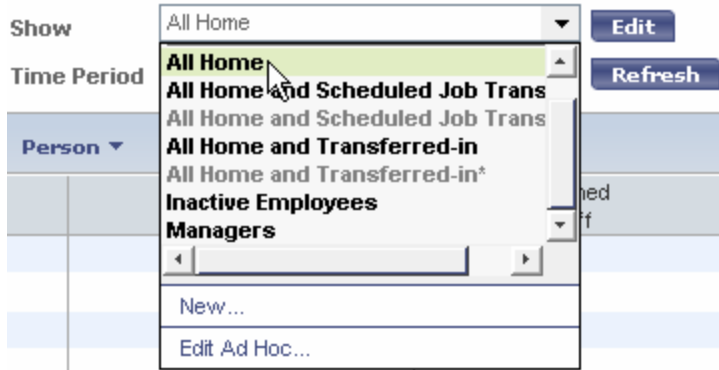 Show All Home Edit
All Home
Time Period Refresh
All Home and Scheduled Job Trans
All Home and Scheduled Job Trans
Person
All Home and Transferred-in
All Home and Transferred-in*
Inactive Employees
Managers
New...
Edit Ad Hoc...